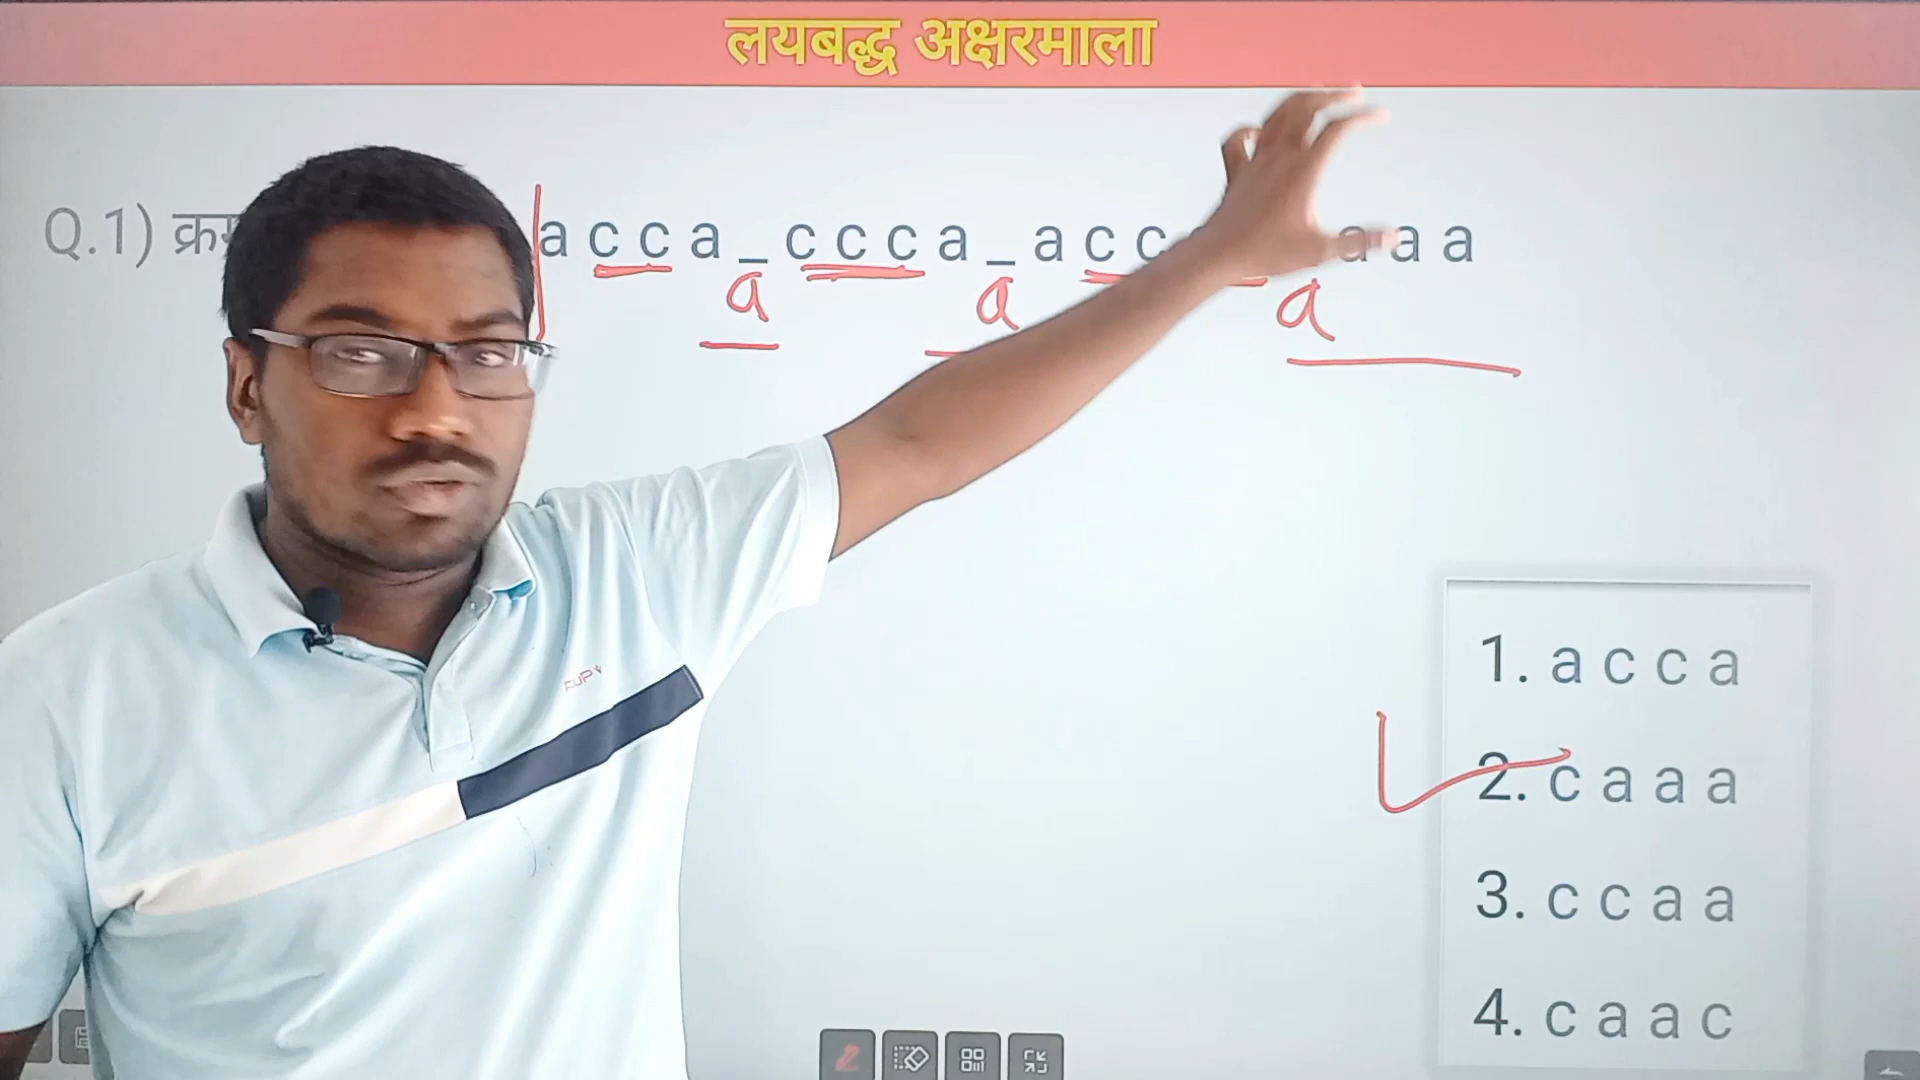 लयबद्ध अक्षरमाला
Q.1) a c c a _ c c c a _ a c c a a a
a a a
1. a c c a
2. c a a a
3. c c a a
4. c a a c